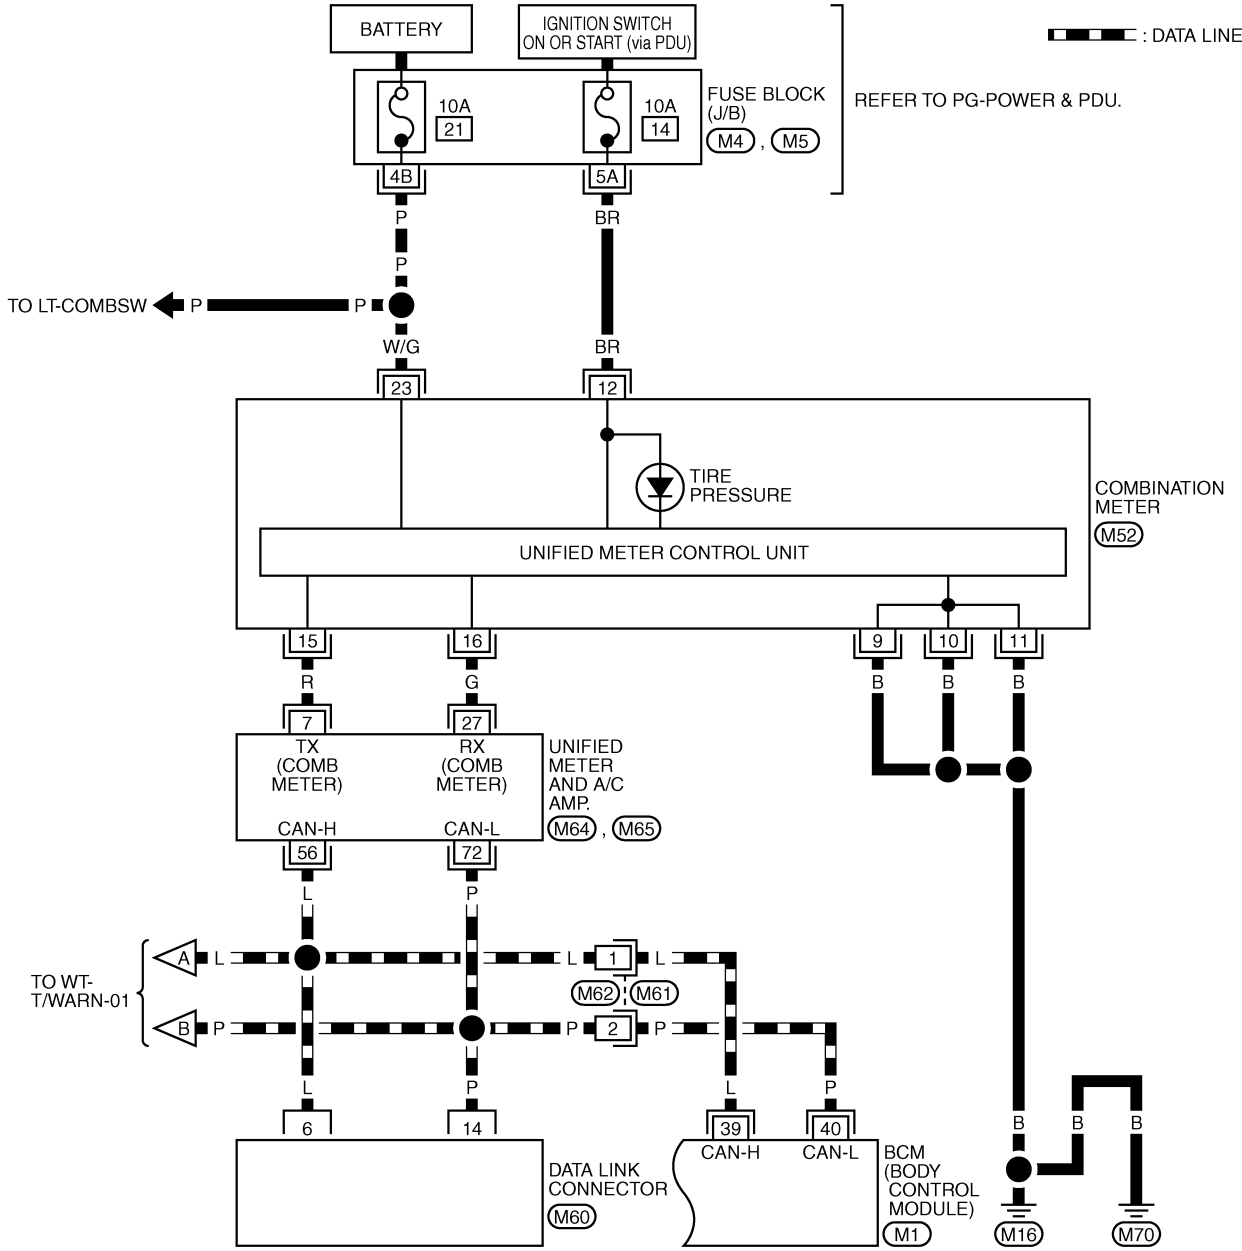 BATTERY
IGNITION SWITCH
ON OR START (via PDU)
: DATA LINE
10A
21
10A
14
FUSE BLOCK
(J/B)
M4 , M5
REFER TO PG-POWER & PDU.
4B
5A
P
BR
P
TO LT-COMBSW
P
P
W/G
BR
23
12
TIRE
PRESSURE
COMBINATION
METER
M52
UNIFIED METER CONTROL UNIT
15
16
9
10
11
R
G
B
B
B
7
27
TX
(COMB
METER)
RX
(COMB
METER)
UNIFIED
METER
AND A/C
AMP.
M64 , M65
CAN-H
CAN-L
56
72
L
P
TO WT-
T/WARN-01
A
L
L
1
L
M62
M61
B
P
P
2
P
L
P
L
P
B
B
B
6
14
39
40
CAN-H
CAN-L
DATA LINK
CONNECTOR
M60
BCM
(BODY
CONTROL
MODULE)
M1
M16
M70